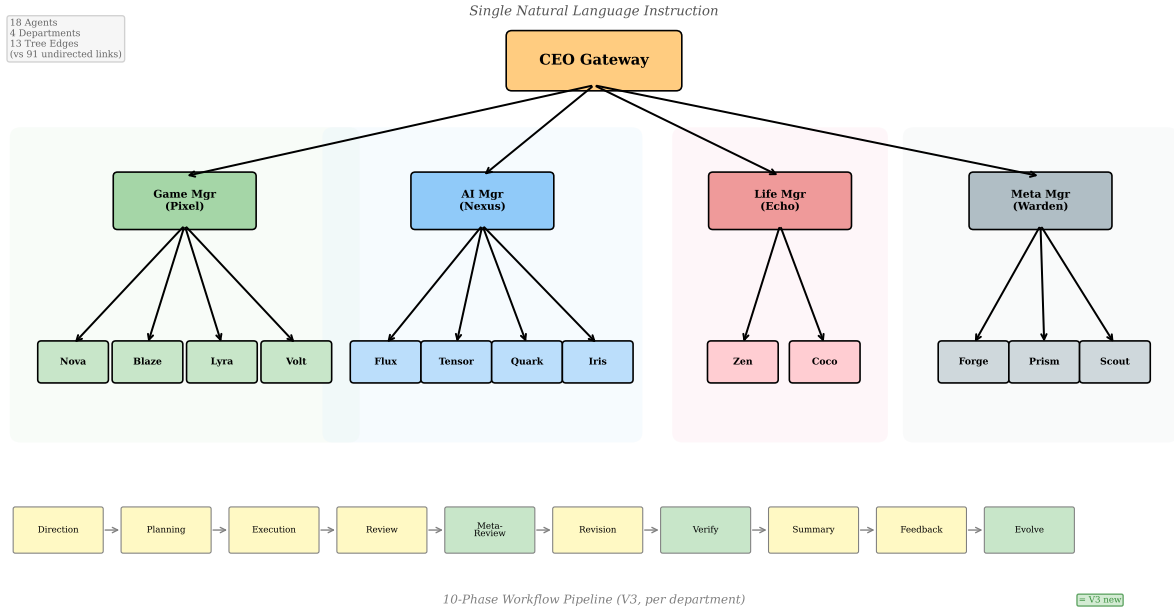 Single Natural Language Instruction
18 Agents
4 Departments
13 Tree Edges
(vs 91 undirected links)
CEO Gateway
Game Mgr
(Pixel)
AI Mgr
(Nexus)
Life Mgr
(Echo)
Meta Mgr
(Warden)
Nova
Blaze
Lyra
Volt
Flux
Tensor
Quark
Iris
Zen
Coco
Forge
Prism
Scout
Direction
Planning
Execution
Review
Meta-
Review
Revision
Verify
Summary
Feedback
Evolve
10-Phase Workflow Pipeline (V3, per department)
= V3 new